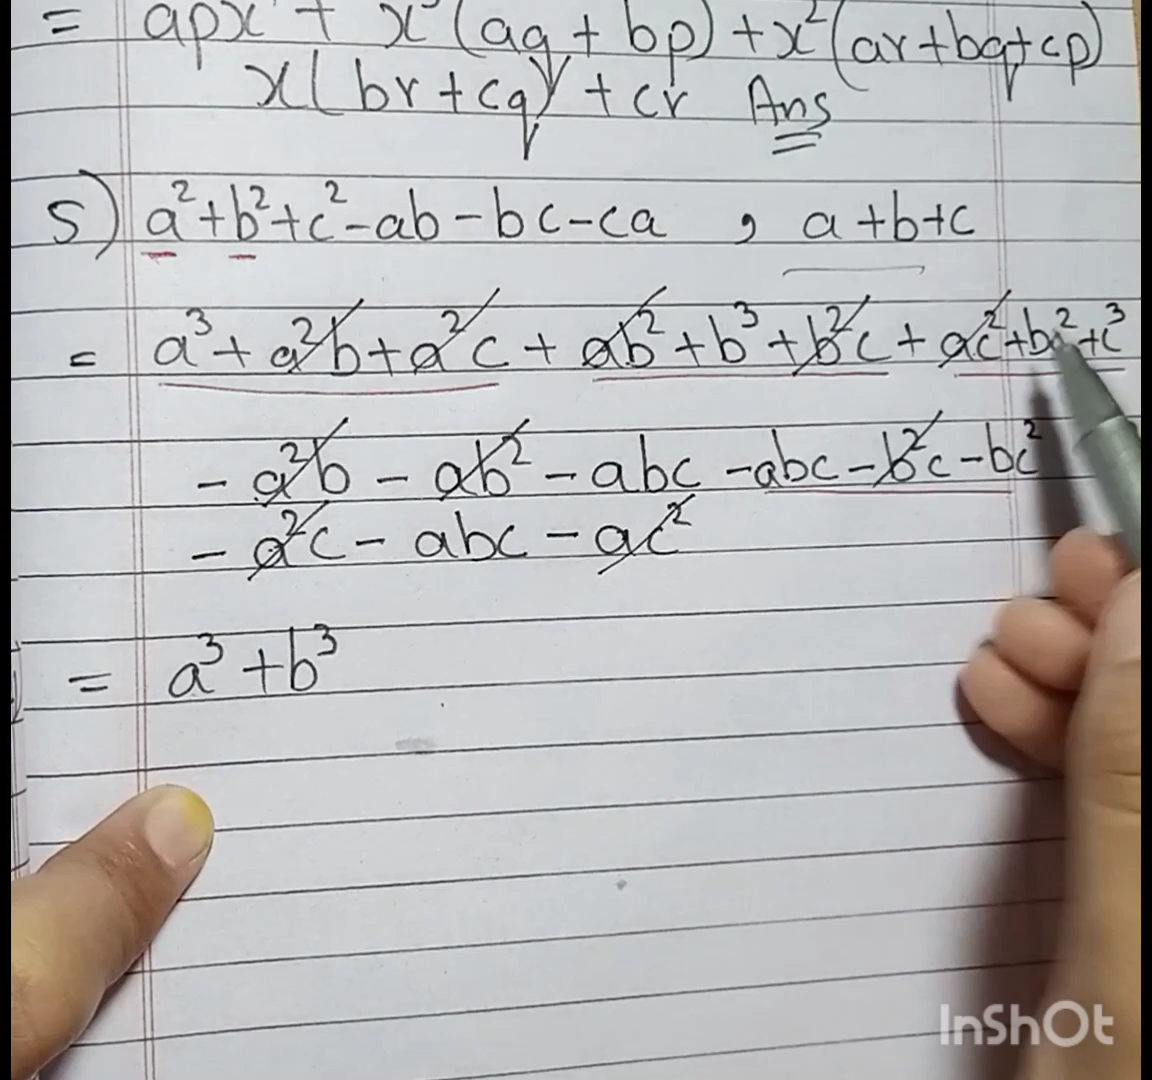 = apx⁴ + x³(aq + bp) + x²(ar+bq+cp)
x(br+cq) + cr Ans
5) a²+b²+c²-ab-bc-ca , a+b+c
= a³+a²b+a²c + ab²+b³+b²c + ac²+bc²+c³
- a²b - ab² - abc - abc - b²c - bc²
- a²c - abc - ac²
= a³+b³
InShOt